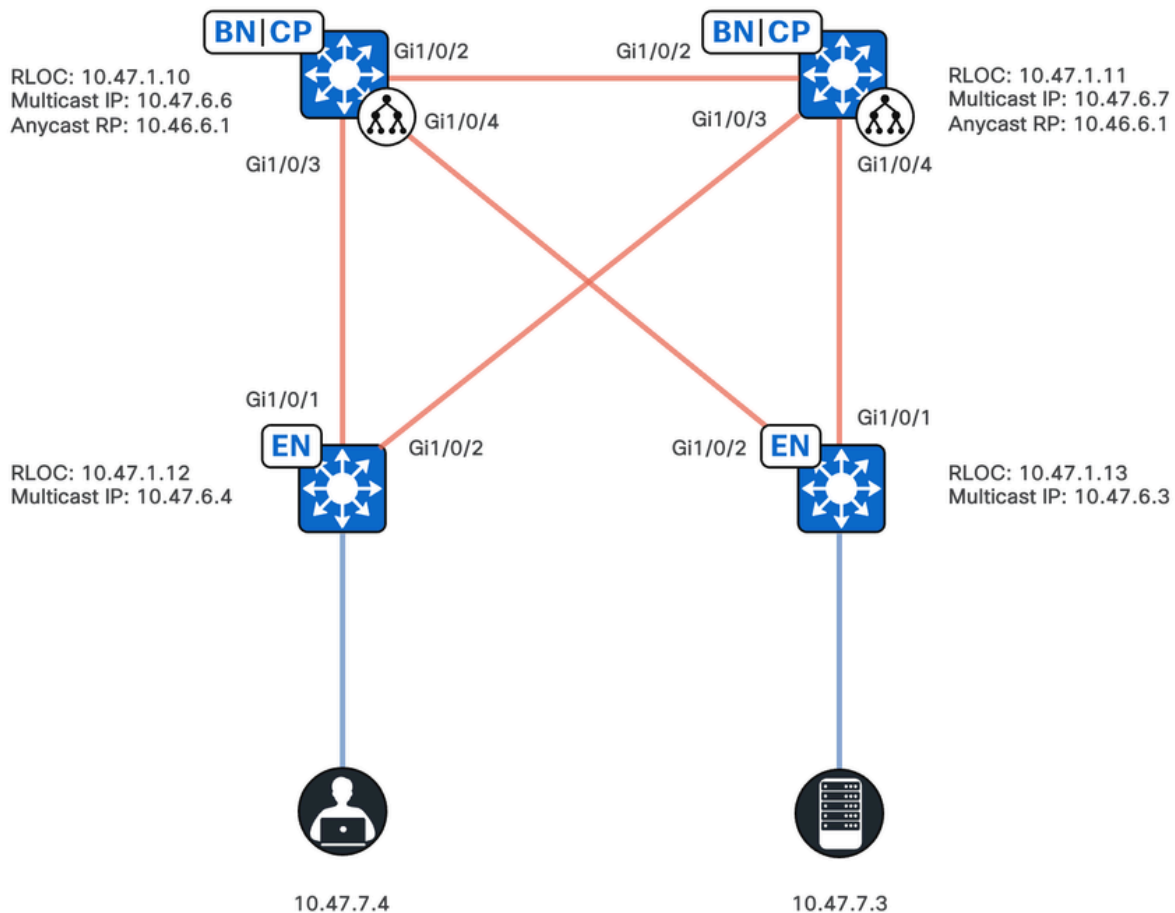 BN|CP
Gi1/0/2
Gi1/0/2
BN|CP
RLOC: 10.47.1.10
Multicast IP: 10.47.6.6
Anycast RP: 10.46.6.1
RLOC: 10.47.1.11
Multicast IP: 10.47.6.7
Anycast RP: 10.46.6.1
Gi1/0/4
Gi1/0/3
Gi1/0/3
Gi1/0/4
Gi1/0/1
Gi1/0/1
EN
Gi1/0/2
Gi1/0/2
EN
RLOC: 10.47.1.12
Multicast IP: 10.47.6.4
RLOC: 10.47.1.13
Multicast IP: 10.47.6.3
10.47.7.4
10.47.7.3